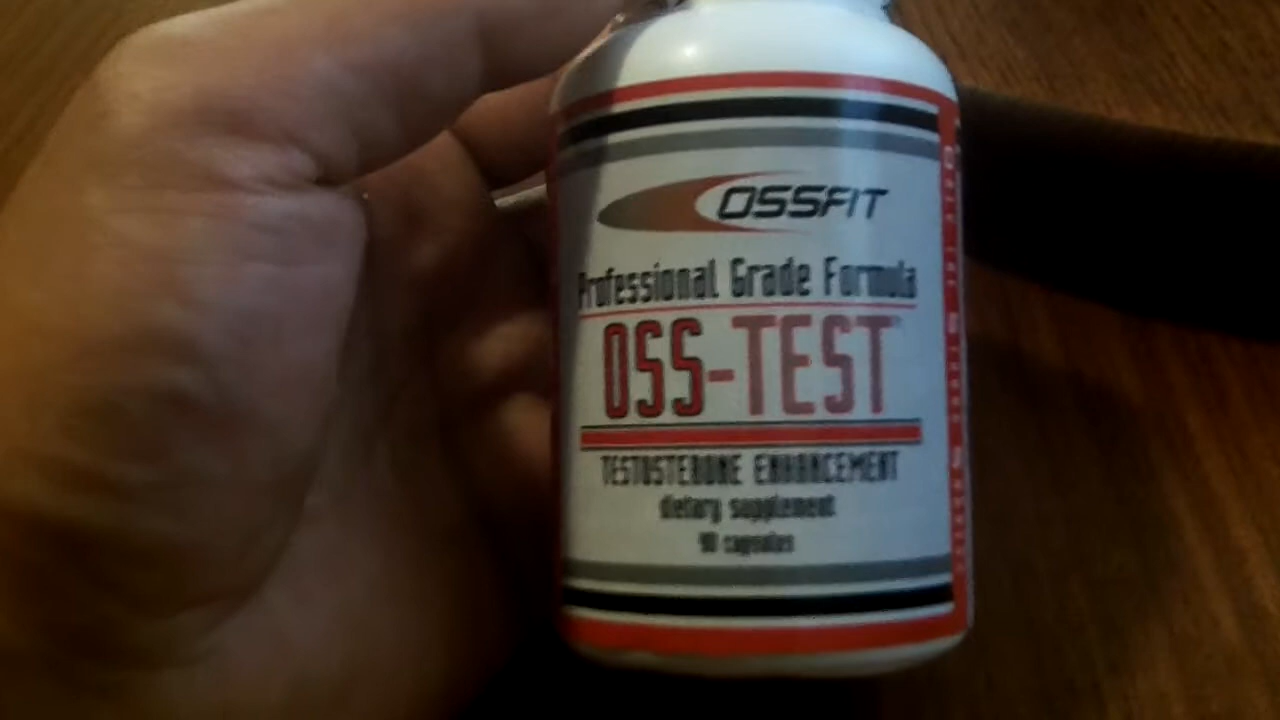 OSSFIT
Professional Grade Formula
OSS-TEST
TESTOSTERONE ENHANCEMENT
dietary supplement
90 capsules